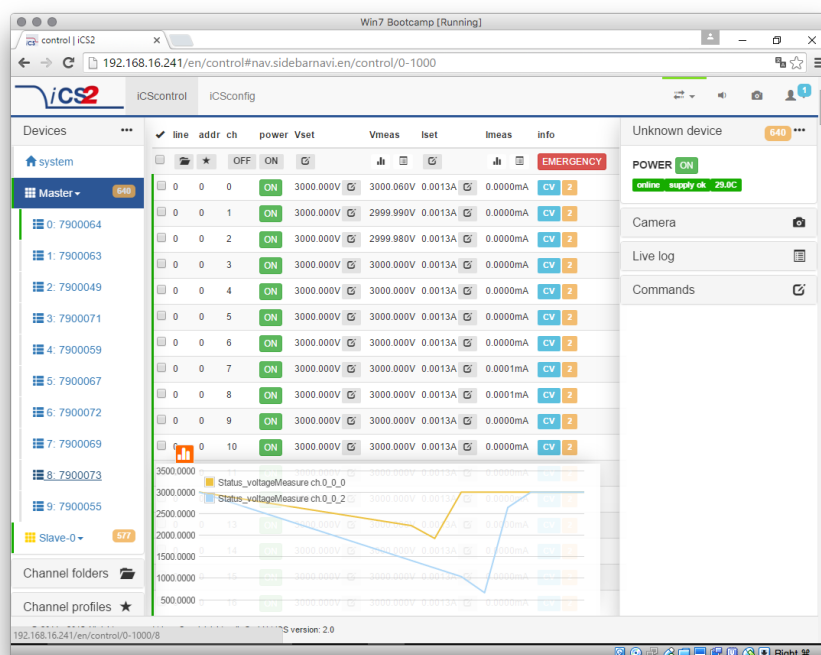 Win7 Bootcamp [Running]
control | iCS2
192.168.16.241/en/control#nav.sidebarnavi.en/control/0-1000
iCS2
iCScontrol iCSconfig
1
Devices
system
Master 640
0: 7900064
1: 7900063
2: 7900049
3: 7900071
4: 7900059
5: 7900067
6: 7900072
7: 7900069
8: 7900073
9: 7900055
Slave-0 577
Channel folders
Channel profiles
line addr ch power Vset Vmeas Iset Imeas info
OFF ON EMERGENCY
0 0 0 ON 3000.000V 3000.060V 0.0013A 0.0000mA CV 2
0 0 1 ON 3000.000V 2999.990V 0.0013A 0.0000mA CV 2
0 0 2 ON 3000.000V 2999.980V 0.0013A 0.0000mA CV 2
0 0 3 ON 3000.000V 3000.000V 0.0013A 0.0000mA CV 2
0 0 4 ON 3000.000V 3000.000V 0.0013A 0.0000mA CV 2
0 0 5 ON 3000.000V 3000.000V 0.0013A 0.0000mA CV 2
0 0 6 ON 3000.000V 3000.000V 0.0013A 0.0000mA CV 2
0 0 7 ON 3000.000V 3000.000V 0.0013A 0.0001mA CV 2
0 0 8 ON 3000.000V 3000.000V 0.0013A 0.0001mA CV 2
0 0 9 ON 3000.000V 3000.000V 0.0013A 0.0000mA CV 2
0 0 10 ON 3000.000V 3000.000V 0.0013A 0.0000mA CV 2
3500.0000
3000.0000
2500.0000
2000.0000
1500.0000
1000.0000
500.0000
Status_voltageMeasure ch.0_0_0
Status_voltageMeasure ch.0_0_2
Unknown device 640
POWER ON
online supply ok 29.0C
Camera
Live log
Commands
version: 2.0
192.168.16.241/en/control/0-1000/8
Right ⌘